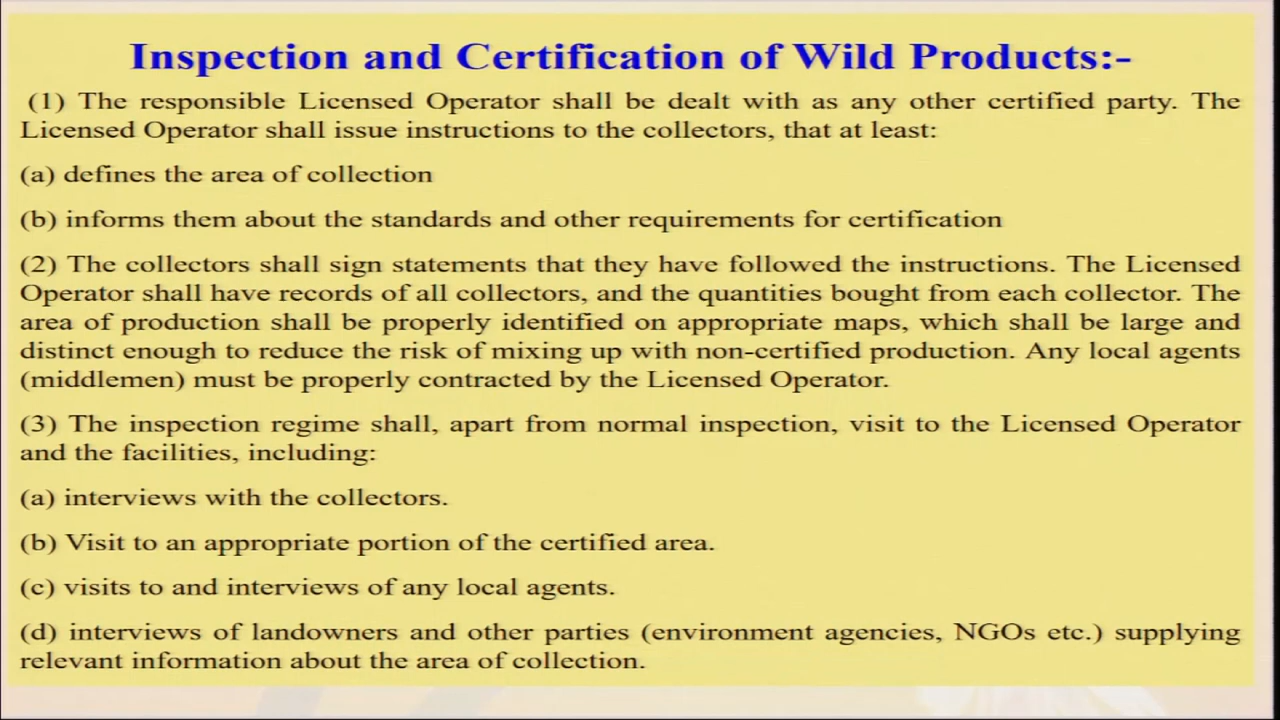 Inspection and Certification of Wild Products:-
(1) The responsible Licensed Operator shall be dealt with as any other certified party. The
Licensed Operator shall issue instructions to the collectors, that at least:
(a) defines the area of collection
(b) informs them about the standards and other requirements for certification
(2) The collectors shall sign statements that they have followed the instructions. The Licensed
Operator shall have records of all collectors, and the quantities bought from each collector. The
area of production shall be properly identified on appropriate maps, which shall be large and
distinct enough to reduce the risk of mixing up with non-certified production. Any local agents
(middlemen) must be properly contracted by the Licensed Operator.
(3) The inspection regime shall, apart from normal inspection, visit to the Licensed Operator
and the facilities, including:
(a) interviews with the collectors.
(b) Visit to an appropriate portion of the certified area.
(c) visits to and interviews of any local agents.
(d) interviews of landowners and other parties (environment agencies, NGOs etc.) supplying
relevant information about the area of collection.